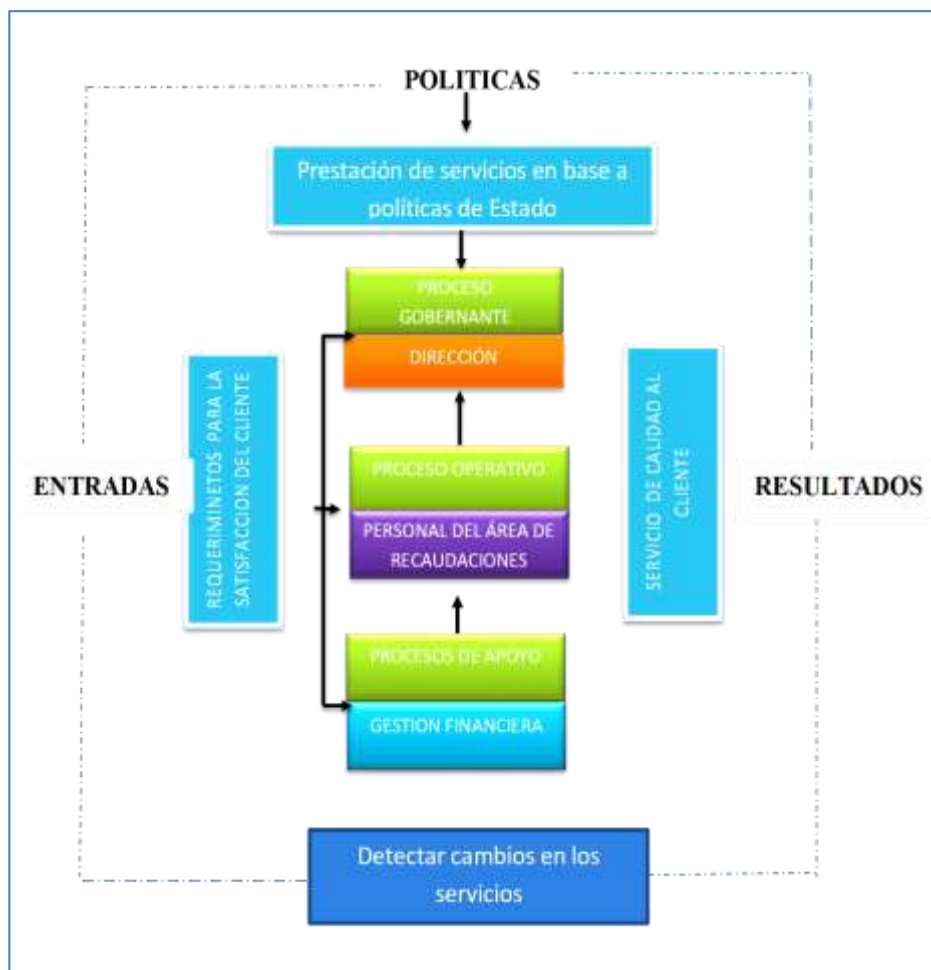 POLITICAS
Prestación de servicios en base a
políticas de Estado
PROCESO
GOBERNANTE
DIRECCIÓN
REQUERIMINETOS PARA LA
SATISFACCION DEL CLIENTE
SERVICIO DE CALIDAD AL
CLIENTE
ENTRADAS
PROCESO OPERATIVO
PERSONAL DEL ÁREA DE
RECAUDACIONES
RESULTADOS
PROCESOS DE APOYO
GESTION FINANCIERA
Detectar cambios en los
servicios